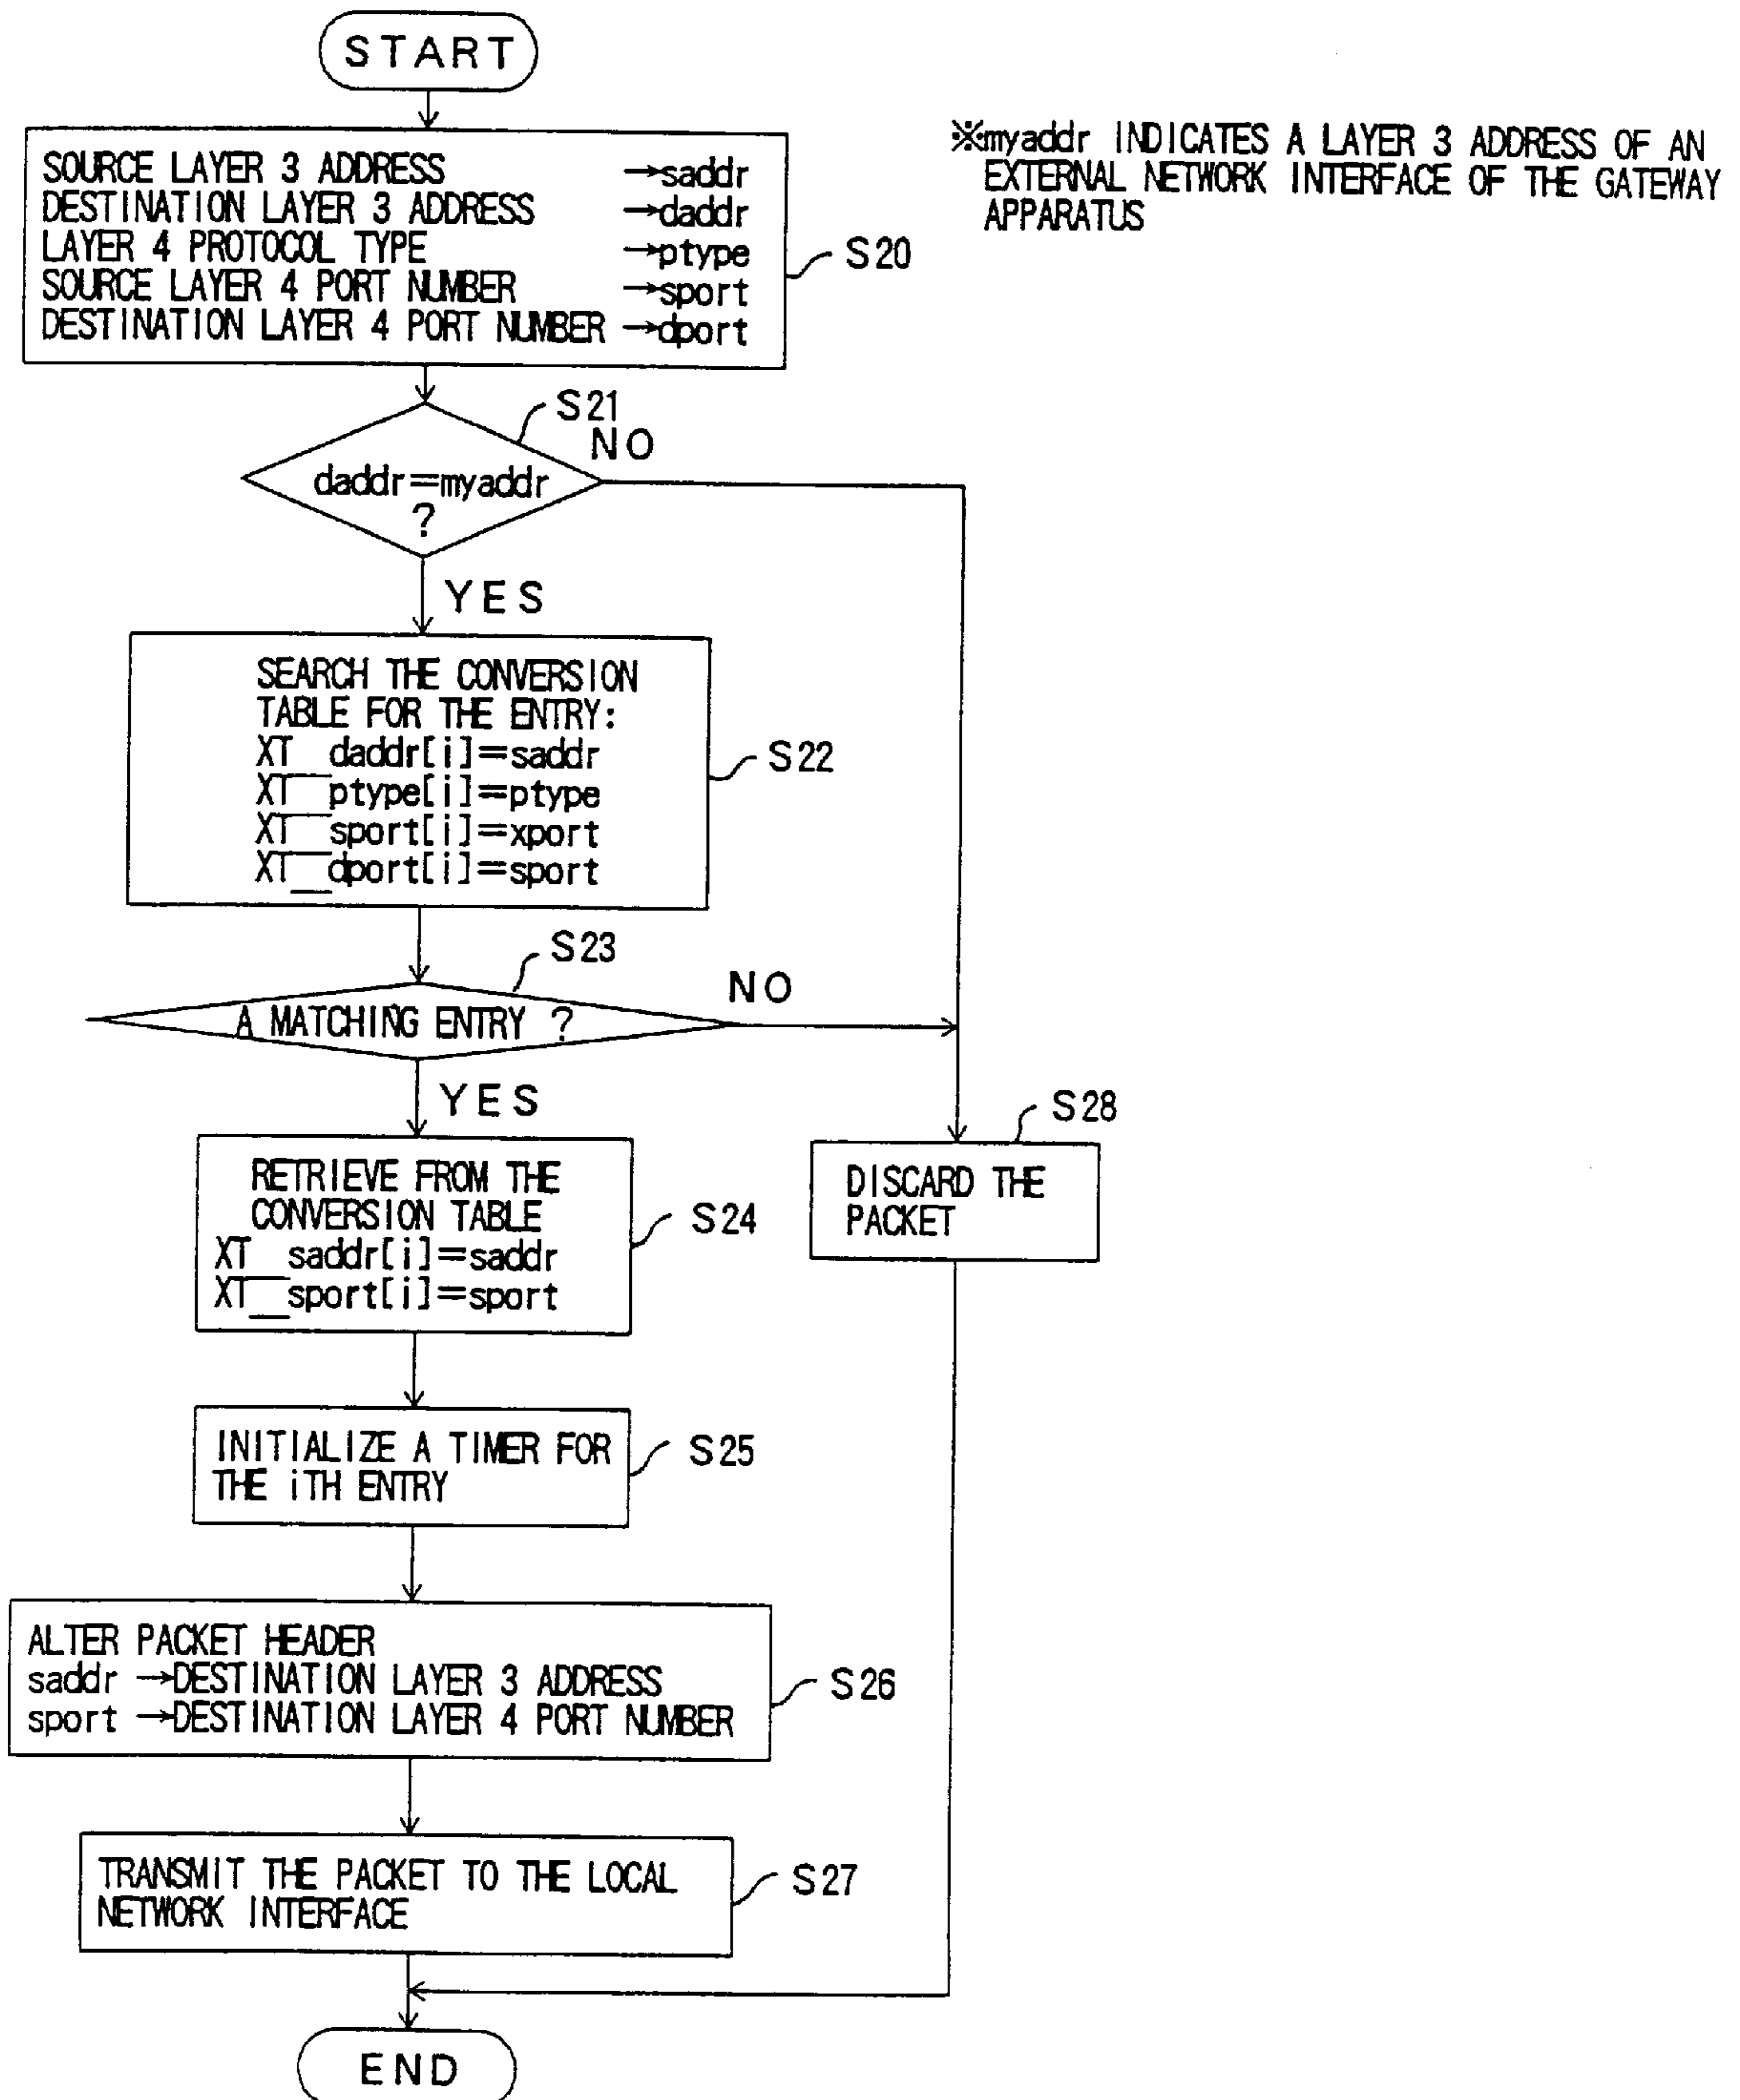 START
SOURCE LAYER 3 ADDRESS →saddr
DESTINATION LAYER 3 ADDRESS →daddr
LAYER 4 PROTOCOL TYPE →ptype
SOURCE LAYER 4 PORT NUMBER →sport
DESTINATION LAYER 4 PORT NUMBER →dport
S20
※myaddr INDICATES A LAYER 3 ADDRESS OF AN
EXTERNAL NETWORK INTERFACE OF THE GATEWAY
APPARATUS
S21
daddr=myaddr
?
NO
YES
SEARCH THE CONVERSION
TABLE FOR THE ENTRY:
XT_daddr[i]=saddr
XT_ptype[i]=ptype
XT_sport[i]=xport
XT_dport[i]=sport
S22
S23
A MATCHING ENTRY ?
NO
YES
RETRIEVE FROM THE
CONVERSION TABLE
XT_saddr[i]=saddr
XT_sport[i]=sport
S24
S28
DISCARD THE
PACKET
INITIALIZE A TIMER FOR
THE iTH ENTRY
S25
ALTER PACKET HEADER
saddr →DESTINATION LAYER 3 ADDRESS
sport →DESTINATION LAYER 4 PORT NUMBER
S26
TRANSMIT THE PACKET TO THE LOCAL
NETWORK INTERFACE
S27
END